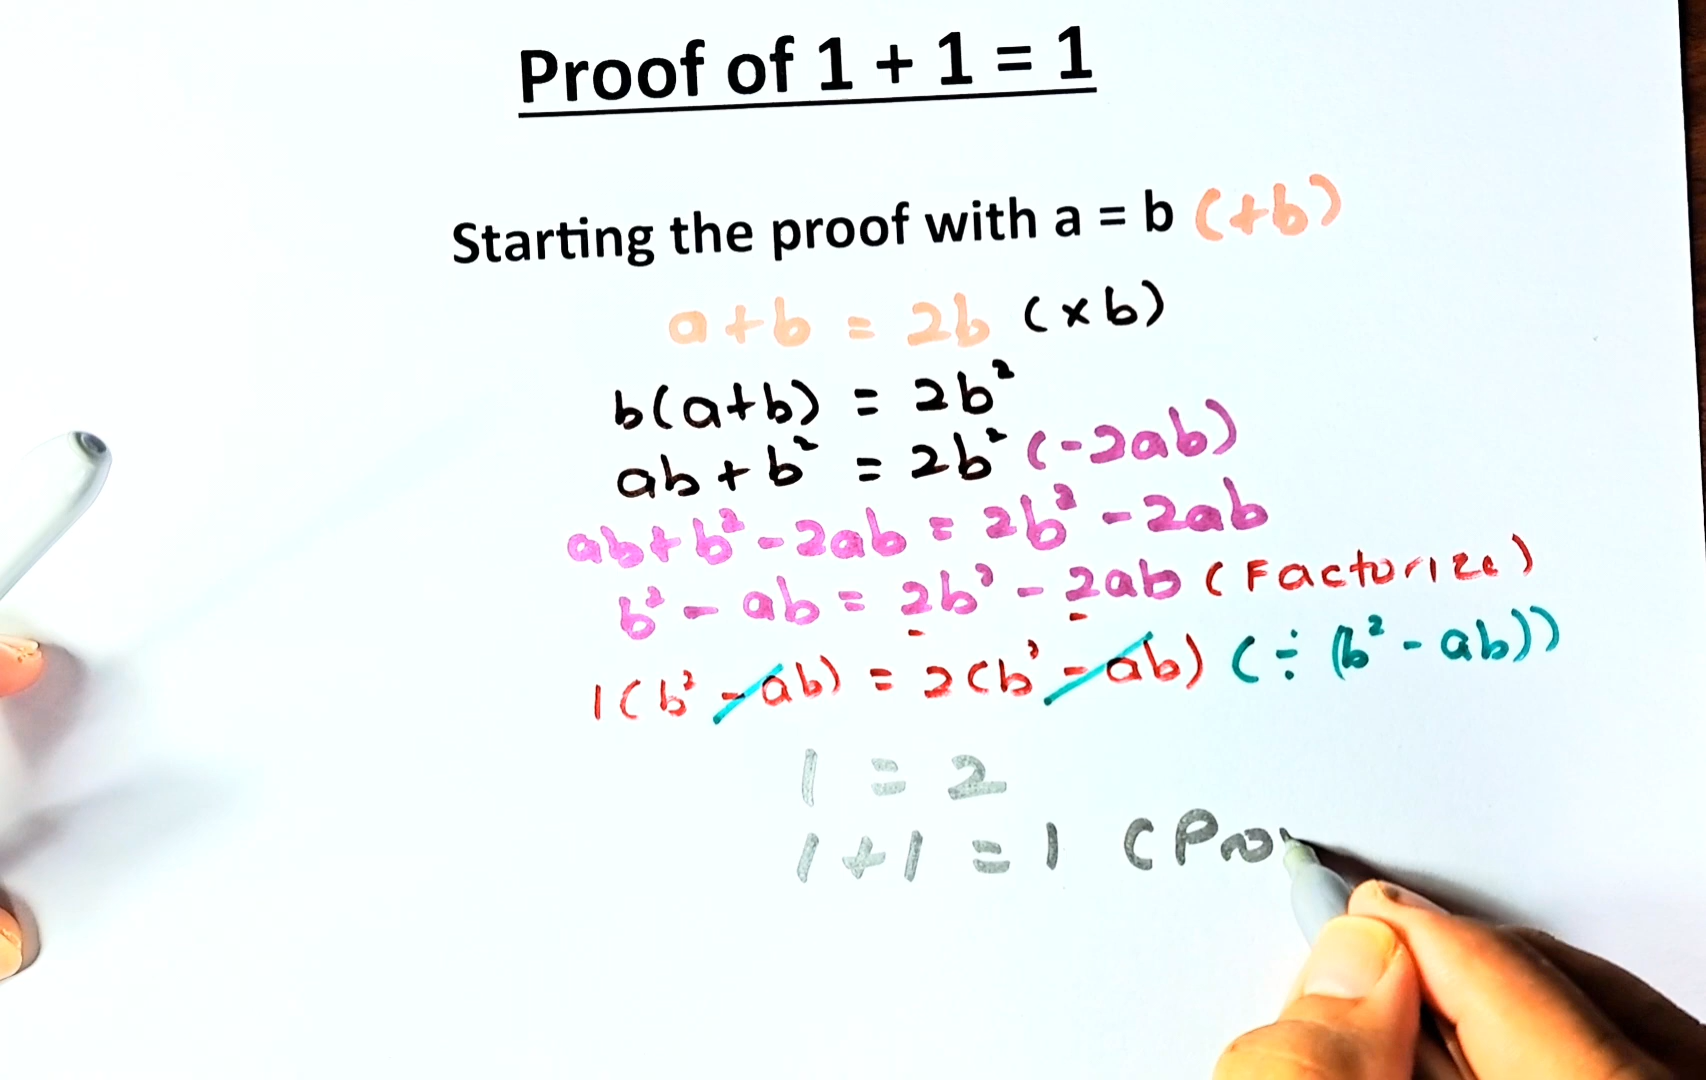 Proof of 1 + 1 = 1
Starting the proof with a = b (+b)
a+b = 2b (×b)
b(a+b) = 2b²
ab + b² = 2b² (-2ab)
ab+b²-2ab = 2b² - 2ab
b² - ab = 2b² - 2ab (Factorize)
1(b² - ab) = 2(b² - ab) (÷ (b² - ab))
1 = 2
1+1 = 1 (Pro